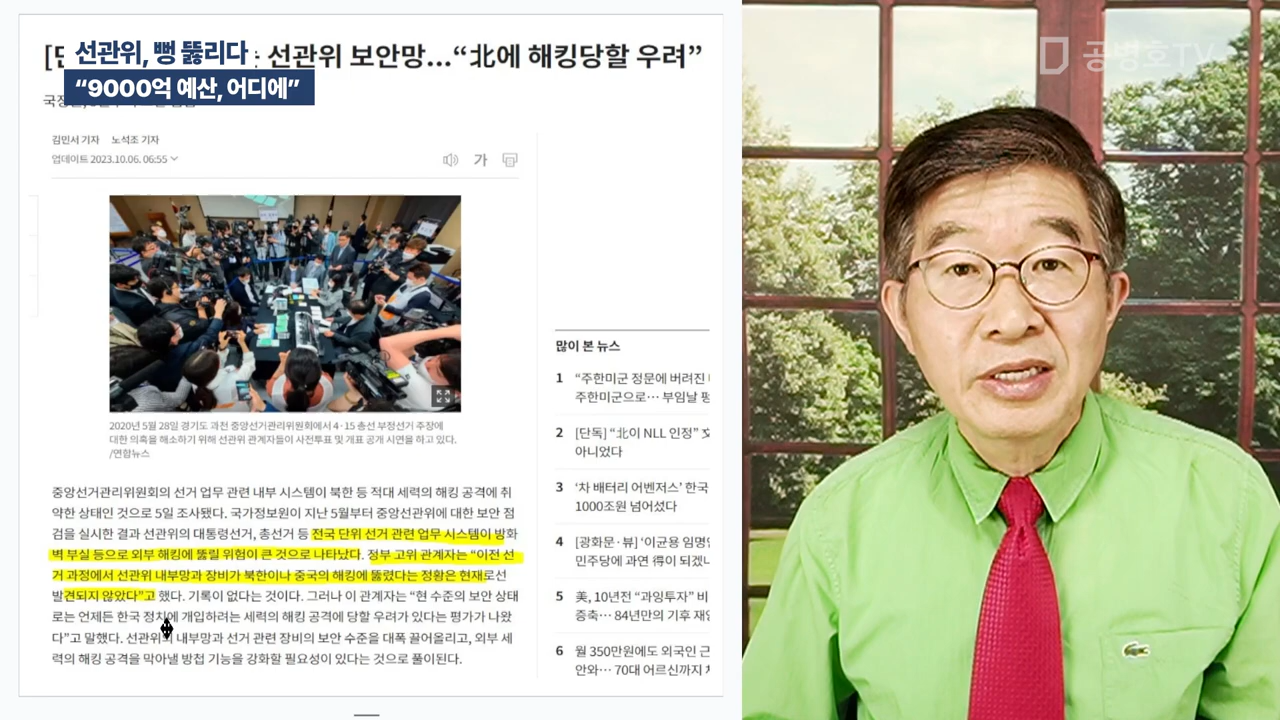 선관위, 뻥 뚫리다
“9000억 예산, 어디에”
선관위 보안망...“北에 해킹당할 우려”
김민서 기자 노석조 기자
업데이트 2023.10.06. 06:55
가
2020년 5월 28일 경기도 과천 중앙선거관리위원회에서 4·15 총선 부정선거 주장에
대한 의혹을 해소하기 위해 선관위 관계자들이 사전투표 및 개표 공개 시연을 하고 있다.
/연합뉴스
중앙선거관리위원회의 선거 업무 관련 내부 시스템이 북한 등 적대 세력의 해킹 공격에 취
약한 상태인 것으로 5일 조사됐다. 국가정보원이 지난 5월부터 중앙선관위에 대한 보안 점
검을 실시한 결과 선관위의 대통령선거, 총선거 등 전국 단위 선거 관련 업무 시스템이 방화
벽 부실 등으로 외부 해킹에 뚫릴 위험이 큰 것으로 나타났다. 정부 고위 관계자는 “이전 선
거 과정에서 선관위 내부망과 장비가 북한이나 중국의 해킹에 뚫렸다는 정황은 현재로선
발견되지 않았다”고 했다. 기록이 없다는 것이다. 그러나 이 관계자는 “현 수준의 보안 상태
로는 언제든 한국 정치에 개입하려는 세력의 해킹 공격에 당할 우려가 있다는 평가가 나왔
다”고 말했다. 선관위의 내부망과 선거 관련 장비의 보안 수준을 대폭 끌어올리고, 외부 세
력의 해킹 공격을 막아낼 방첩 기능을 강화할 필요성이 있다는 것으로 풀이된다.
많이 본 뉴스
1 “주한미군 정문에 버려진
주한미군으로… 부임날
2 [단독] “北이 NLL 인정”
아니었다
3 ‘차 배터리 어벤저스’ 한국
1000조원 넘어섰다
4 [광화문·뷰] ‘이균용 임명
민주당에 과연 得이 되겠
5 美, 10년전 “과잉투자” 비
증축… 84년만의 기후
6 월 350만원에도 외국인
안와… 70대 어르신까지
공병호TV